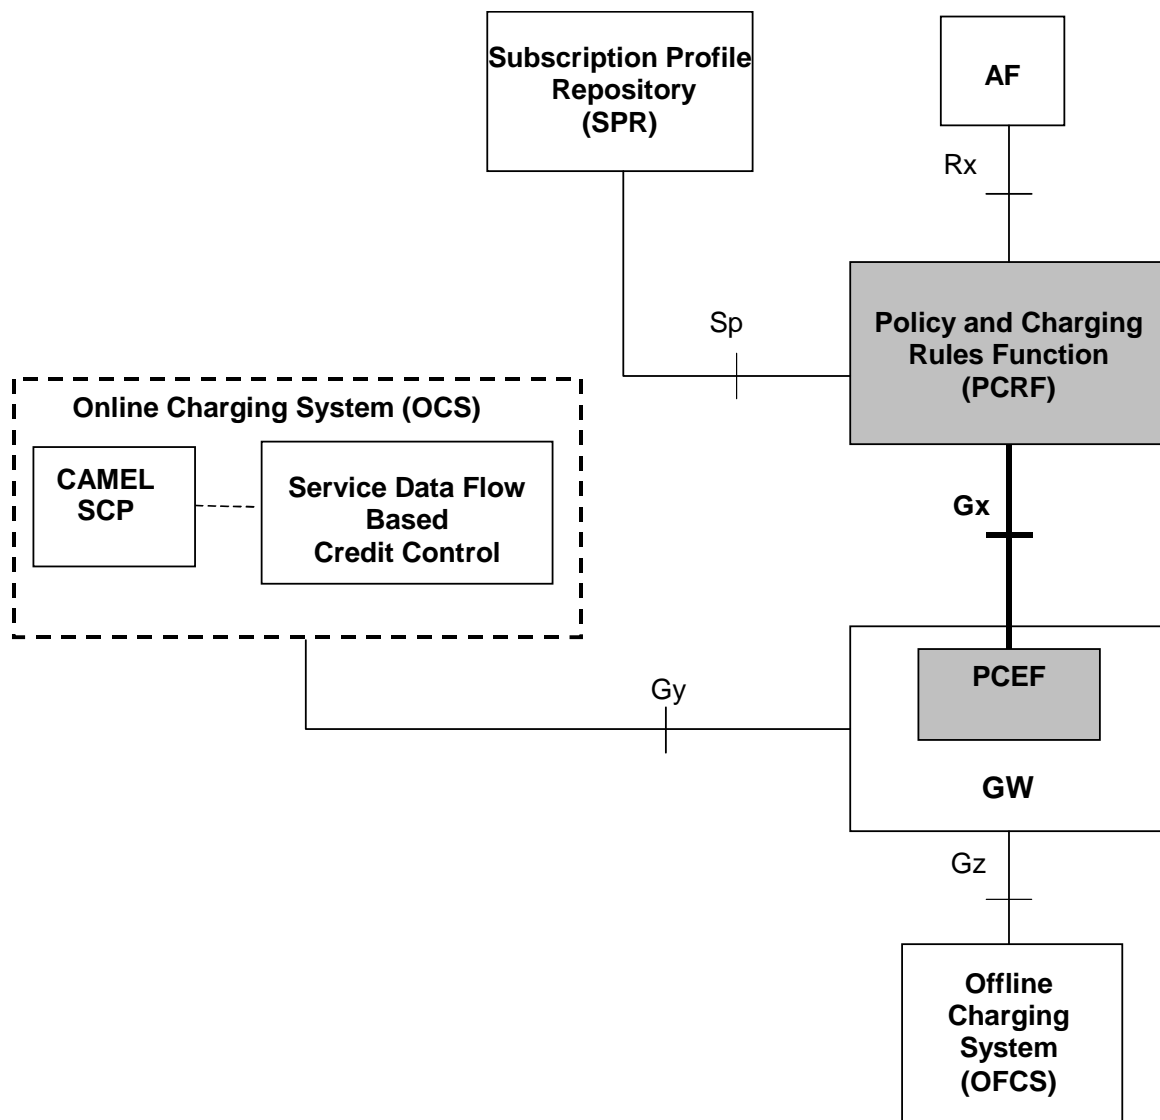 Subscription Profile
Repository
(SPR)
AF
Rx
Policy and Charging
Rules Function
(PCRF)
Sp
Online Charging System (OCS)
CAMEL
SCP
Service Data Flow
Based
Credit Control
Gx
PCEF
Gy
GW
Gz
Offline
Charging
System
(OFCS)